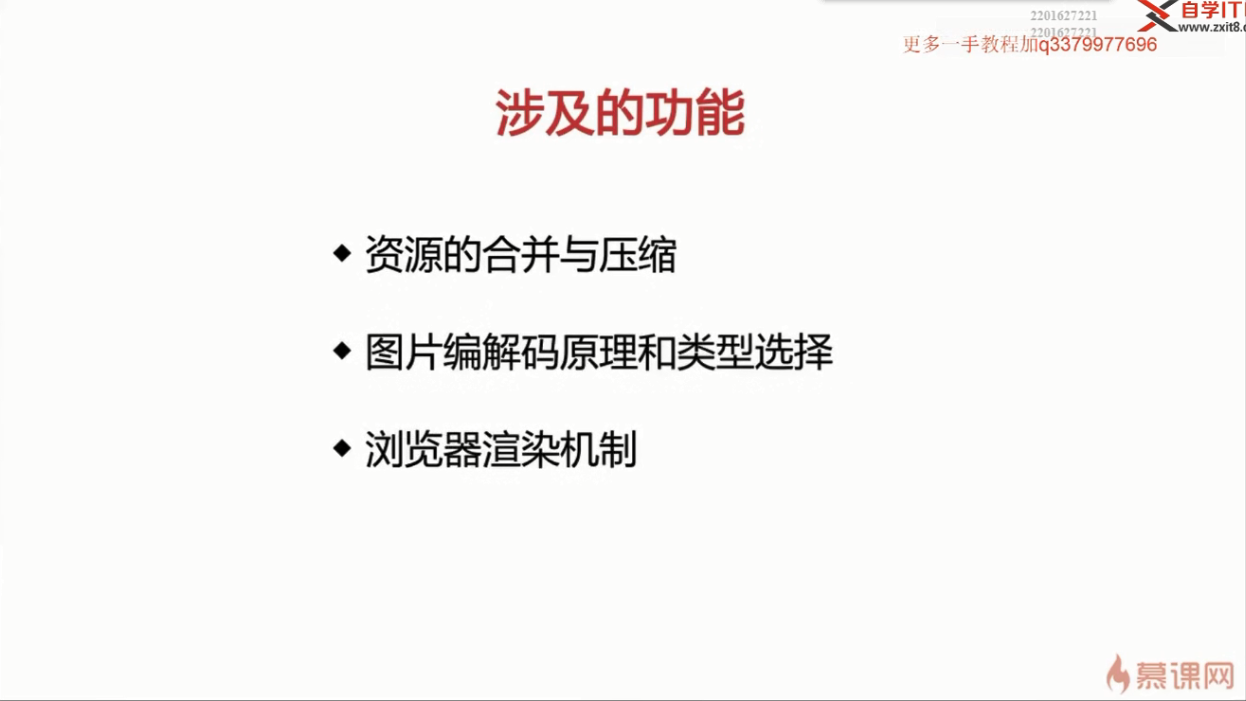 2201627221
自学IT
www.zxit8.c
2201627221
更多一手教程加q3379977696
涉及的功能
◆ 资源的合并与压缩
◆ 图片编解码原理和类型选择
◆ 浏览器渲染机制
慕课网